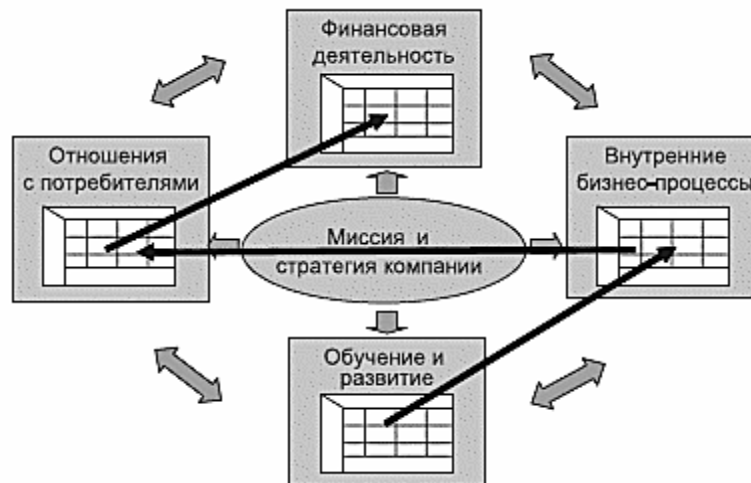 Финансовая
деятельность
Отношения
с потребителями
Внутренние
бизнес-процессы
Миссия и
стратегия компании
Обучение и
развитие